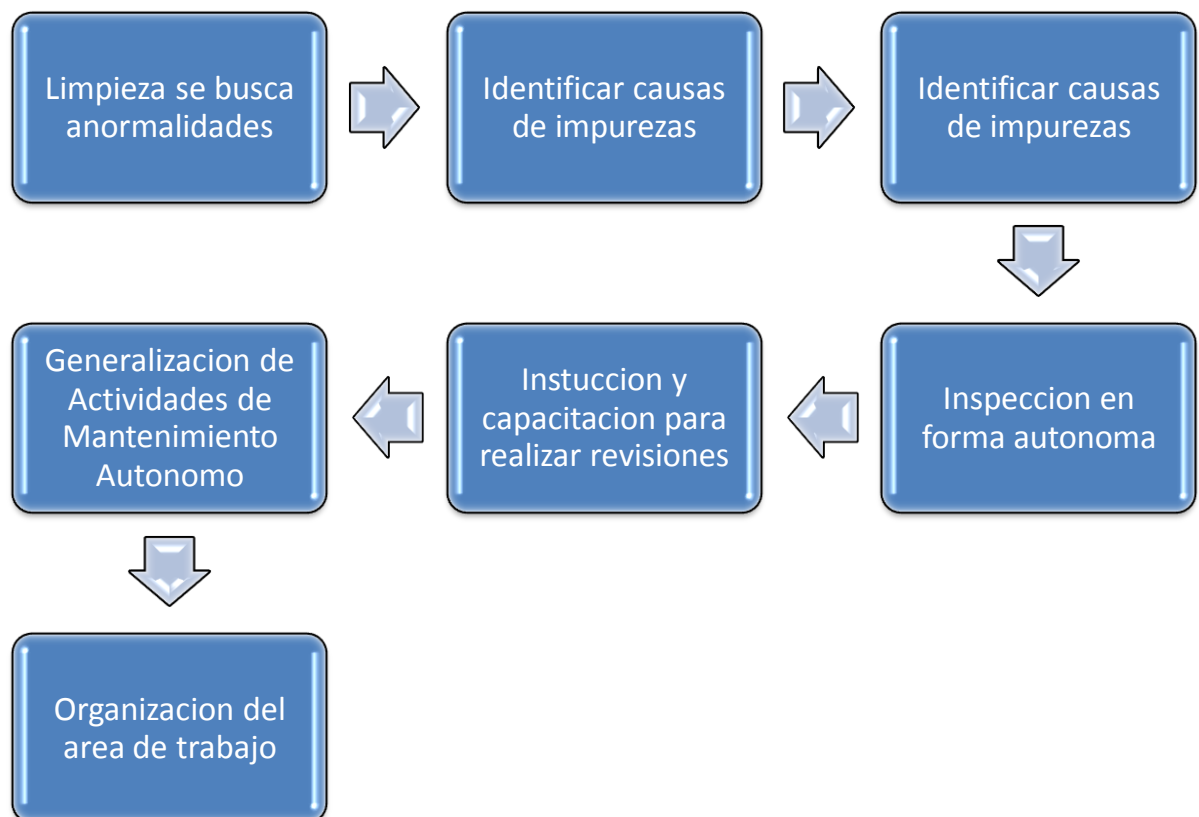 Limpieza se busca
anormalidades
Identificar causas
de impurezas
Identificar causas
de impurezas
Inspeccion en
forma autonoma
Instuccion y
capacitacion para
realizar revisiones
Generalizacion de
Actividades de
Mantenimiento
Autonomo
Organizacion del
area de trabajo